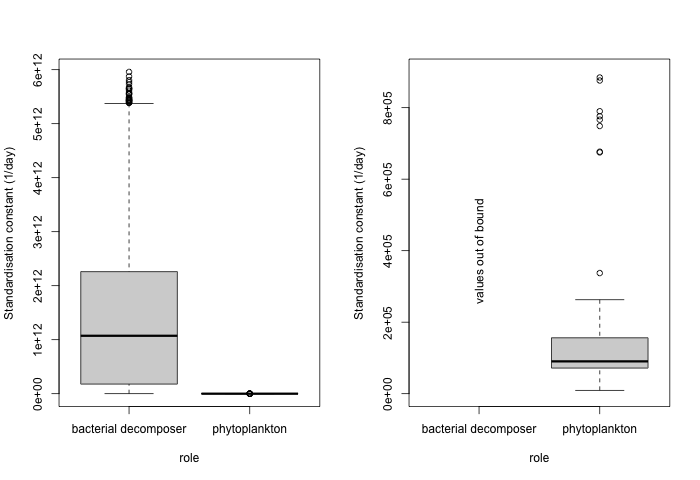 Standardisation constant (1/day)
6e+12
5e+12
4e+12
3e+12
2e+12
1e+12
0e+00
bacterial decomposer
phytoplankton
role
Standardisation constant (1/day)
8e+05
6e+05
4e+05
2e+05
0e+00
values out of bound
bacterial decomposer
phytoplankton
role